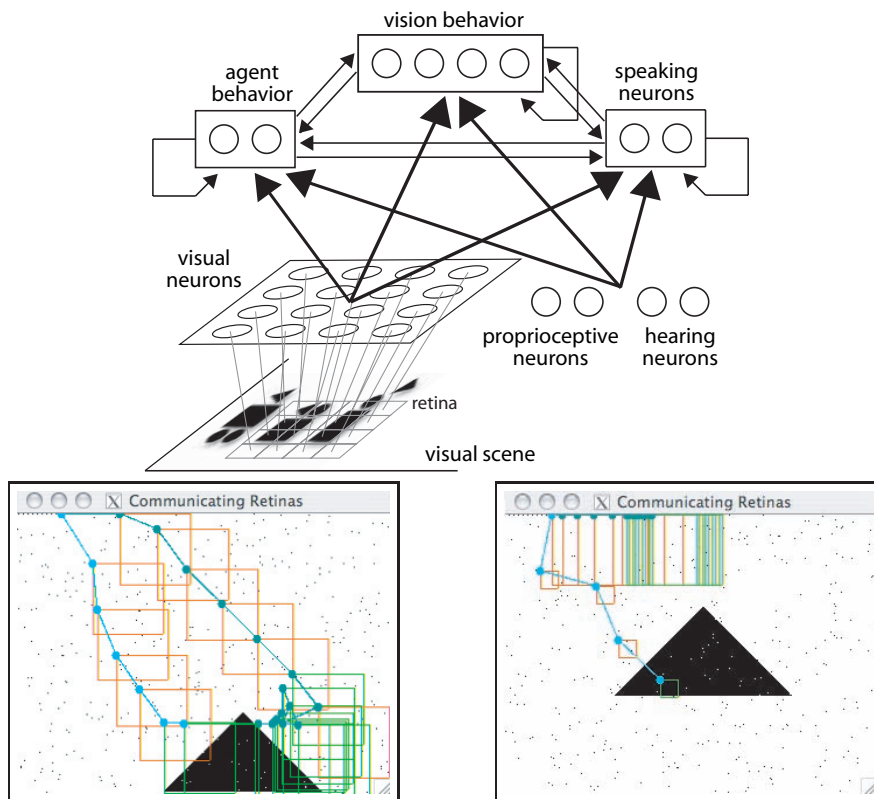 vision behavior
agent
behavior
speaking
neurons
visual
neurons
proprioceptive
neurons
hearing
neurons
retina
visual scene
X Communicating Retinas
X Communicating Retinas